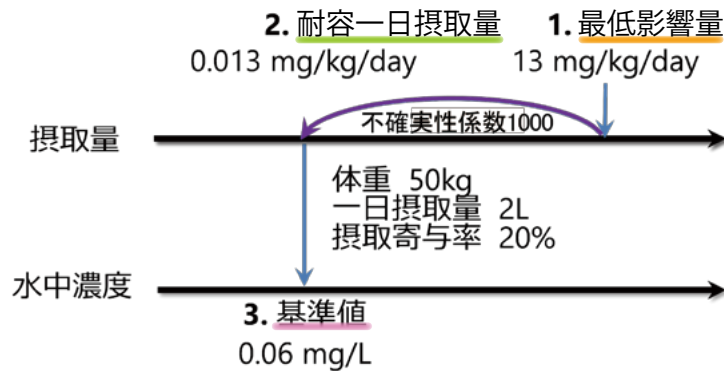 2. 耐容一日摂取量
0.013 mg/kg/day
1. 最低影響量
13 mg/kg/day
不確実性係数1000
摂取量
体重 50kg
一日摂取量 2L
摂取寄与率 20%
水中濃度
3. 基準値
0.06 mg/L